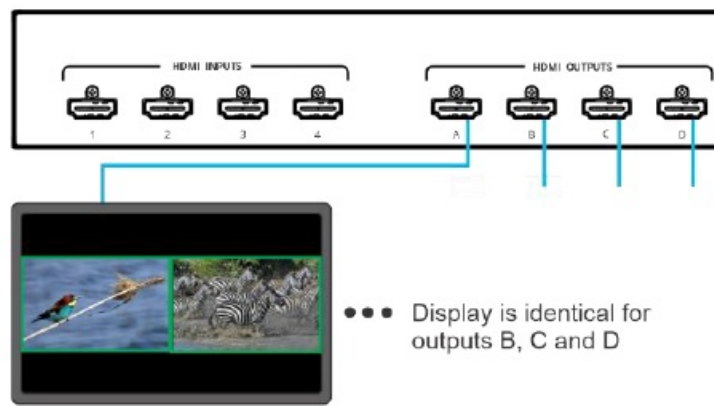 HDMI INPUTS
HDMI OUTPUTS
1 2 3 4 A B C D
Display is identical for
outputs B, C and D